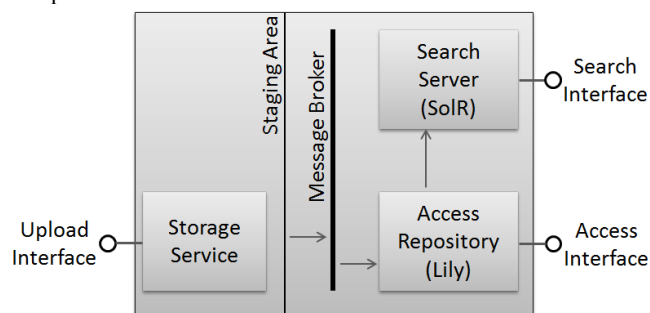 Staging Area
Message Broker
Search
Server
(SolR)
Search
Interface
Upload
Interface
Storage
Service
Access
Repository
(Lily)
Access
Interface